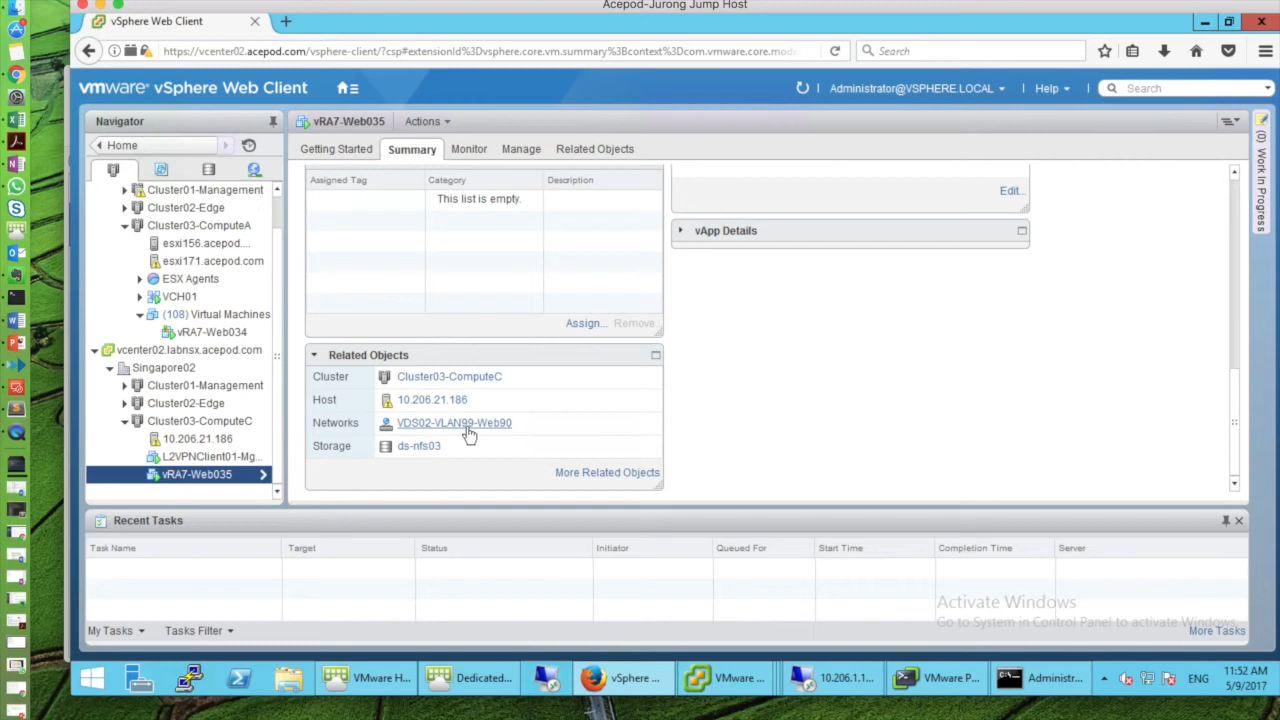 Acepod-Jurong Jump Host
vSphere Web Client
https://vcenter02.acepod.com/vsphere-client/?csp#extensionId%3Dvsphere.core.vm.summary%3Bcontext%3Dcom.vmware.core.mode
Search
vmware® vSphere Web Client
Administrator@VSPHERE.LOCAL
Help
Search
Navigator
Home
Cluster01-Management
Cluster02-Edge
Cluster03-ComputeA
esxi156.acepod....
esxi171.acepod.com
ESX Agents
VCH01
(108) Virtual Machines
vRA7-Web034
vcenter02.labnsx.acepod.com
Singapore02
Cluster01-Management
Cluster02-Edge
Cluster03-ComputeC
10.206.21.186
L2VPNClient01-Mg...
vRA7-Web035
vRA7-Web035
Actions
Getting Started
Summary
Monitor
Manage
Related Objects
Assigned Tag
Category
Description
This list is empty.
Assign...
Remove
Related Objects
Cluster
Cluster03-ComputeC
Host
10.206.21.186
Networks
VDS02-VLAN99-Web90
Storage
ds-nfs03
More Related Objects
Edit...
vApp Details
(0) Work In Progress
Recent Tasks
Task Name
Target
Status
Initiator
Queued For
Start Time
Completion Time
Server
Activate Windows
Go to System in Control Panel to activate Windows.
My Tasks
Tasks Filter
More Tasks
VMware H...
Dedicated...
vSphere ...
VMware ...
10.206.1.1...
VMware P...
Administr...
ENG
11:52 AM
5/9/2017